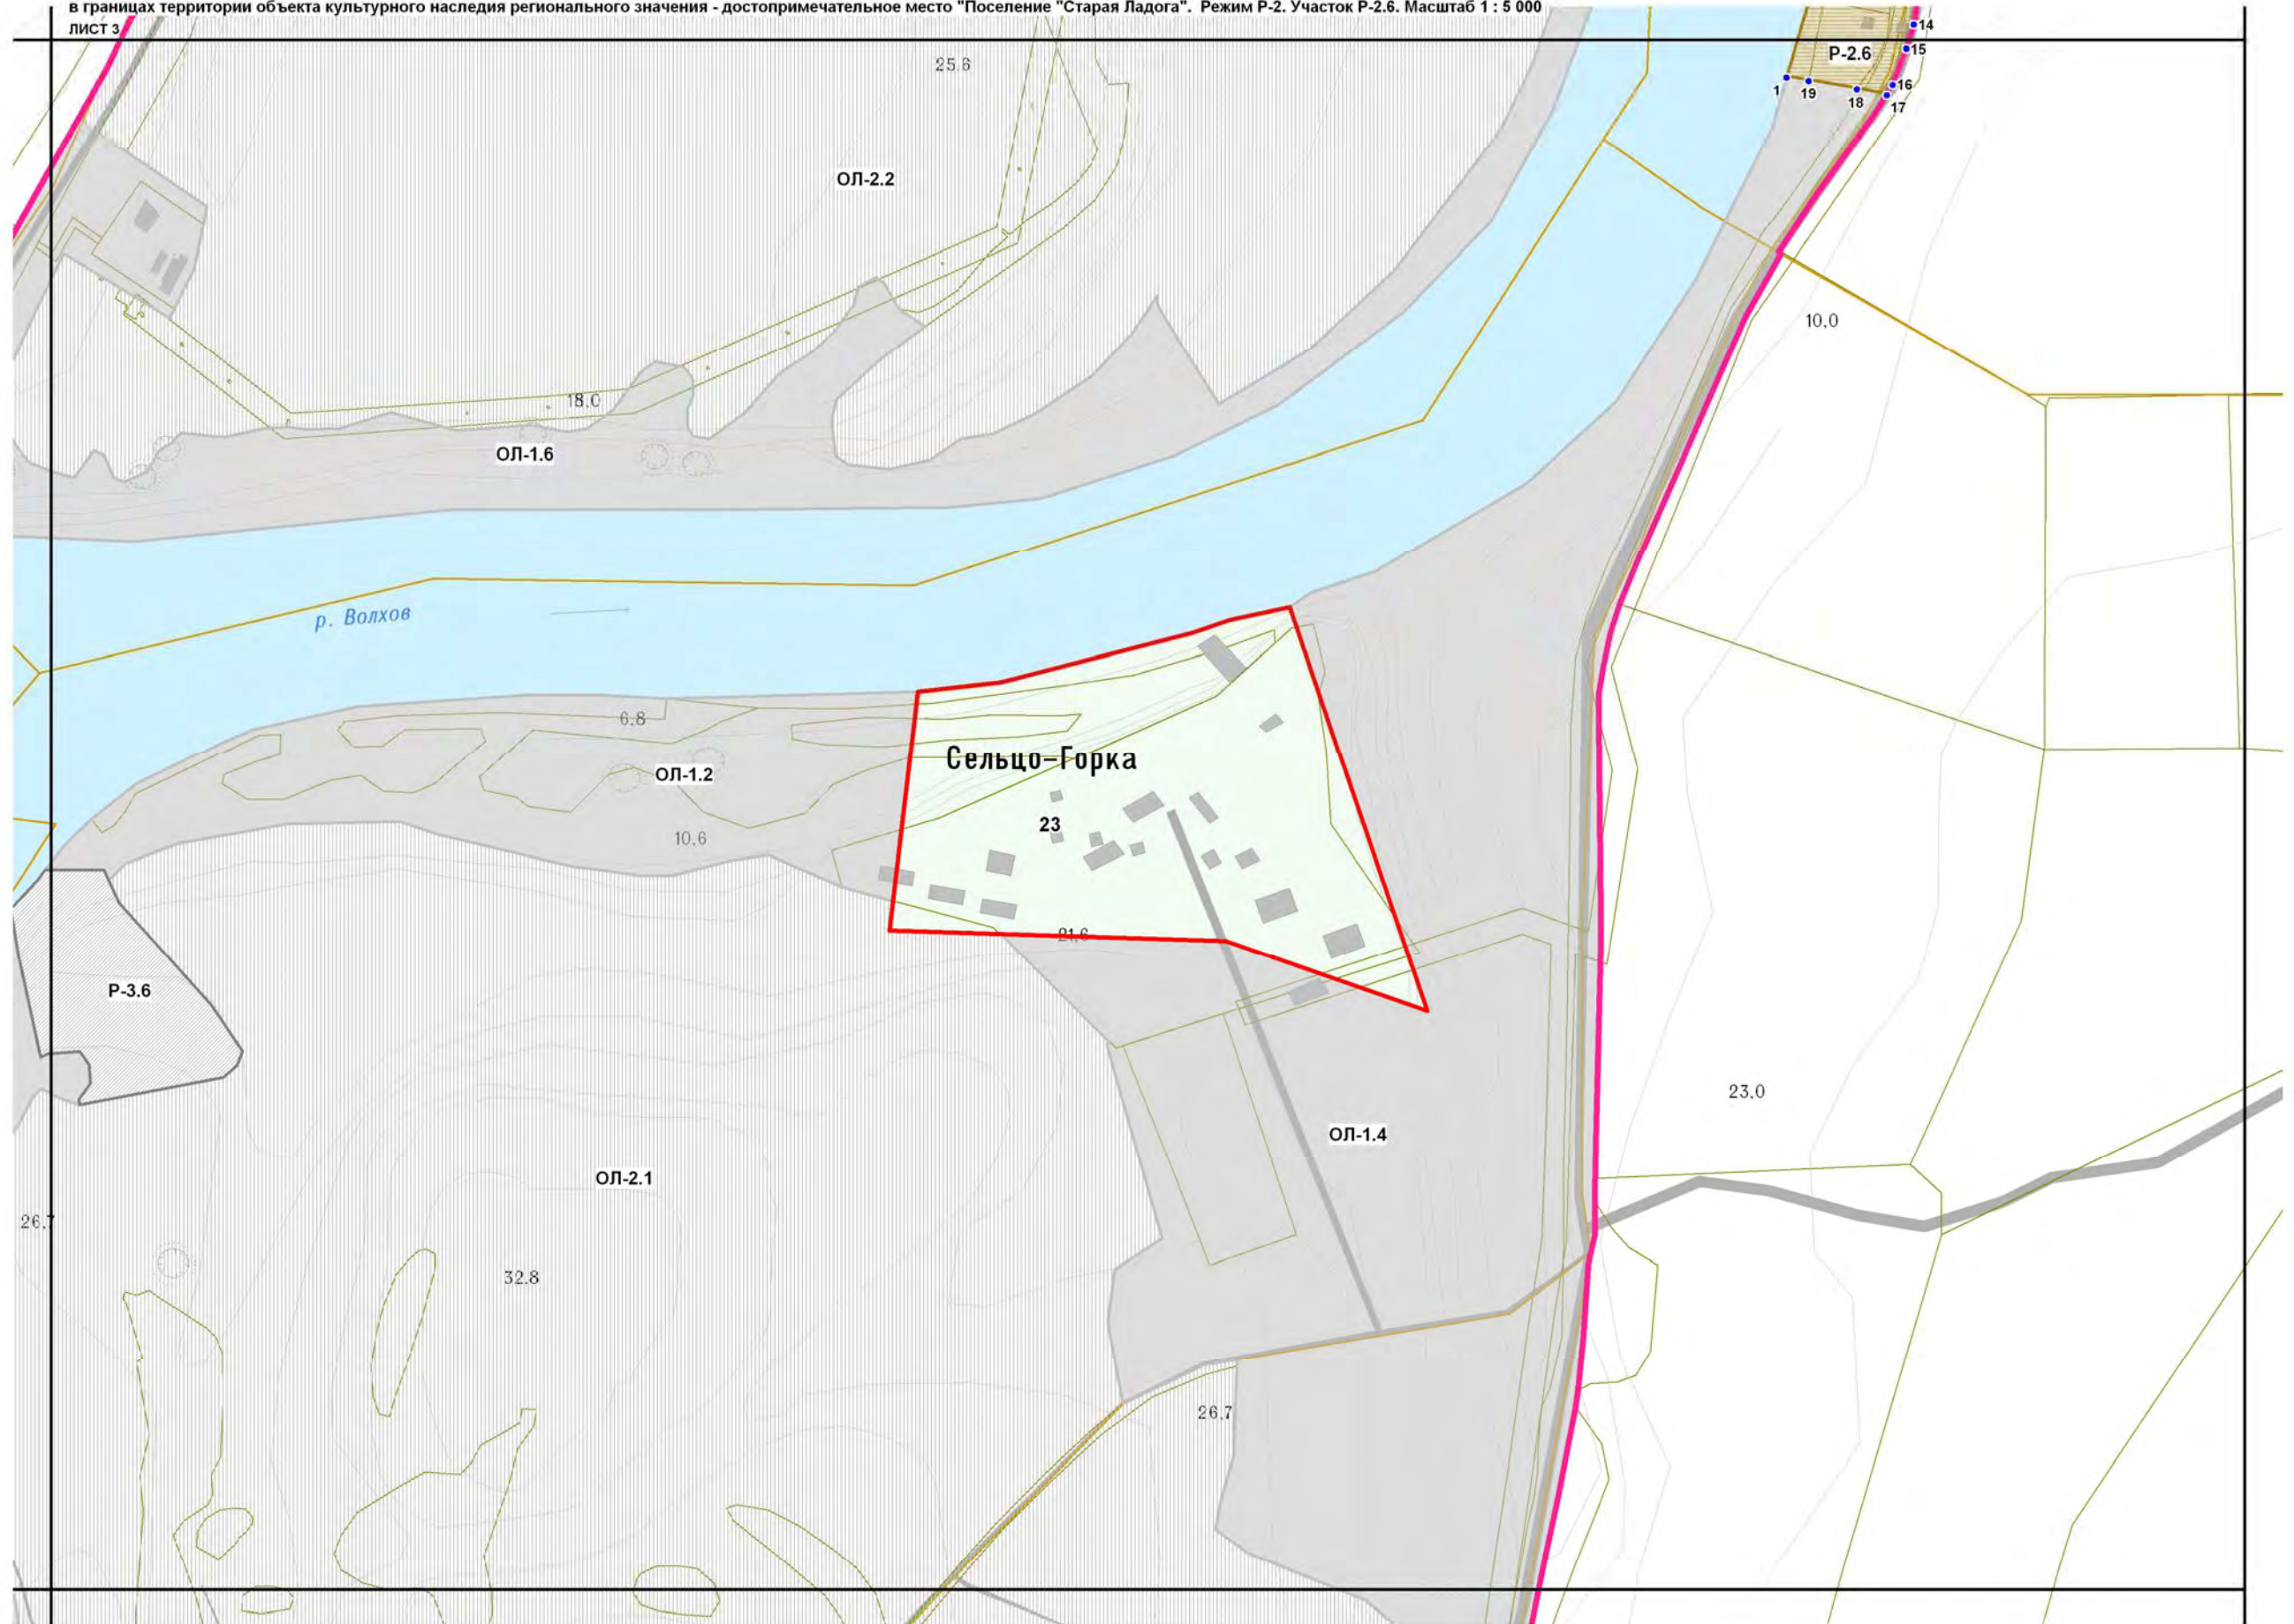 в границах территории объекта культурного наследия регионального значения - достопримечательное место "Поселение "Старая Ладога". Режим Р-2. Участок Р-2.6. Масштаб 1 : 5 000
ЛИСТ 3
14
Р-2.6
15
25.6
1
19
16
18
17
ОЛ-2.2
10,0
18,0
ОЛ-1.6
р. Волхов
6,8
Сельцо-Горка
ОЛ-1.2
23
10.6
21,6
Р-3.6
23,0
ОЛ-1.4
ОЛ-2.1
26,7
32.8
26,7